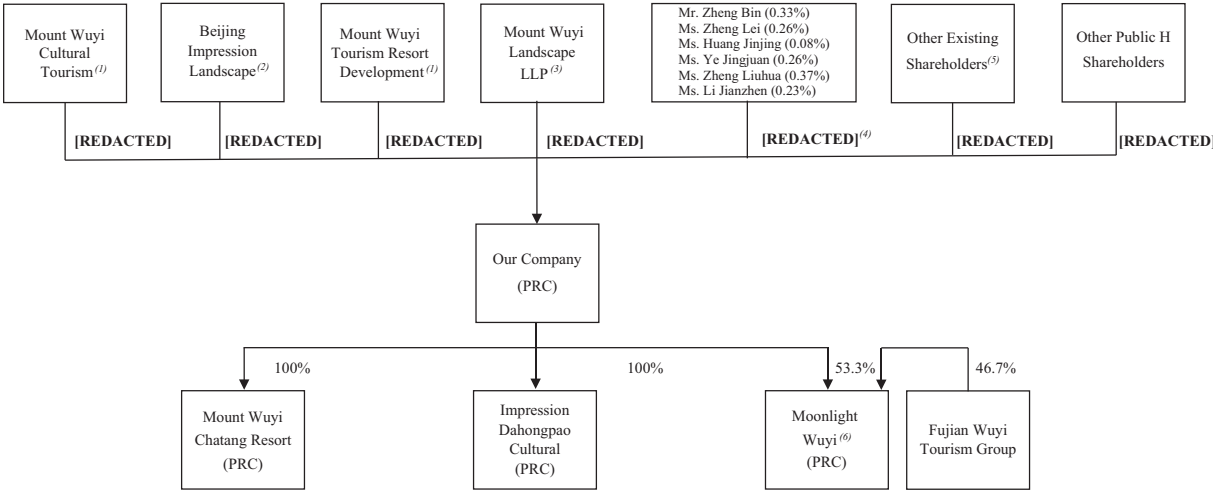 Mount Wuyi
Cultural
Tourism(1)
Beijing
Impression
Landscape(2)
Mount Wuyi
Tourism Resort
Development(1)
Mount Wuyi
Landscape
LLP(3)
Mr. Zheng Bin (0.33%)
Ms. Zheng Lei (0.26%)
Ms. Huang Jinjing (0.08%)
Ms. Ye Jingjuan (0.26%)
Ms. Zheng Liuhua (0.37%)
Ms. Li Jianzhen (0.23%)
Other Existing
Shareholders(5)
Other Public H
Shareholders
[REDACTED]
[REDACTED]
[REDACTED]
[REDACTED]
[REDACTED](4)
[REDACTED]
[REDACTED]
Our Company
(PRC)
100%
100%
53.3%
46.7%
Mount Wuyi
Chatang Resort
(PRC)
Impression
Dahongpao
Cultural
(PRC)
Moonlight
Wuyi(6)
(PRC)
Fujian Wuyi
Tourism Group